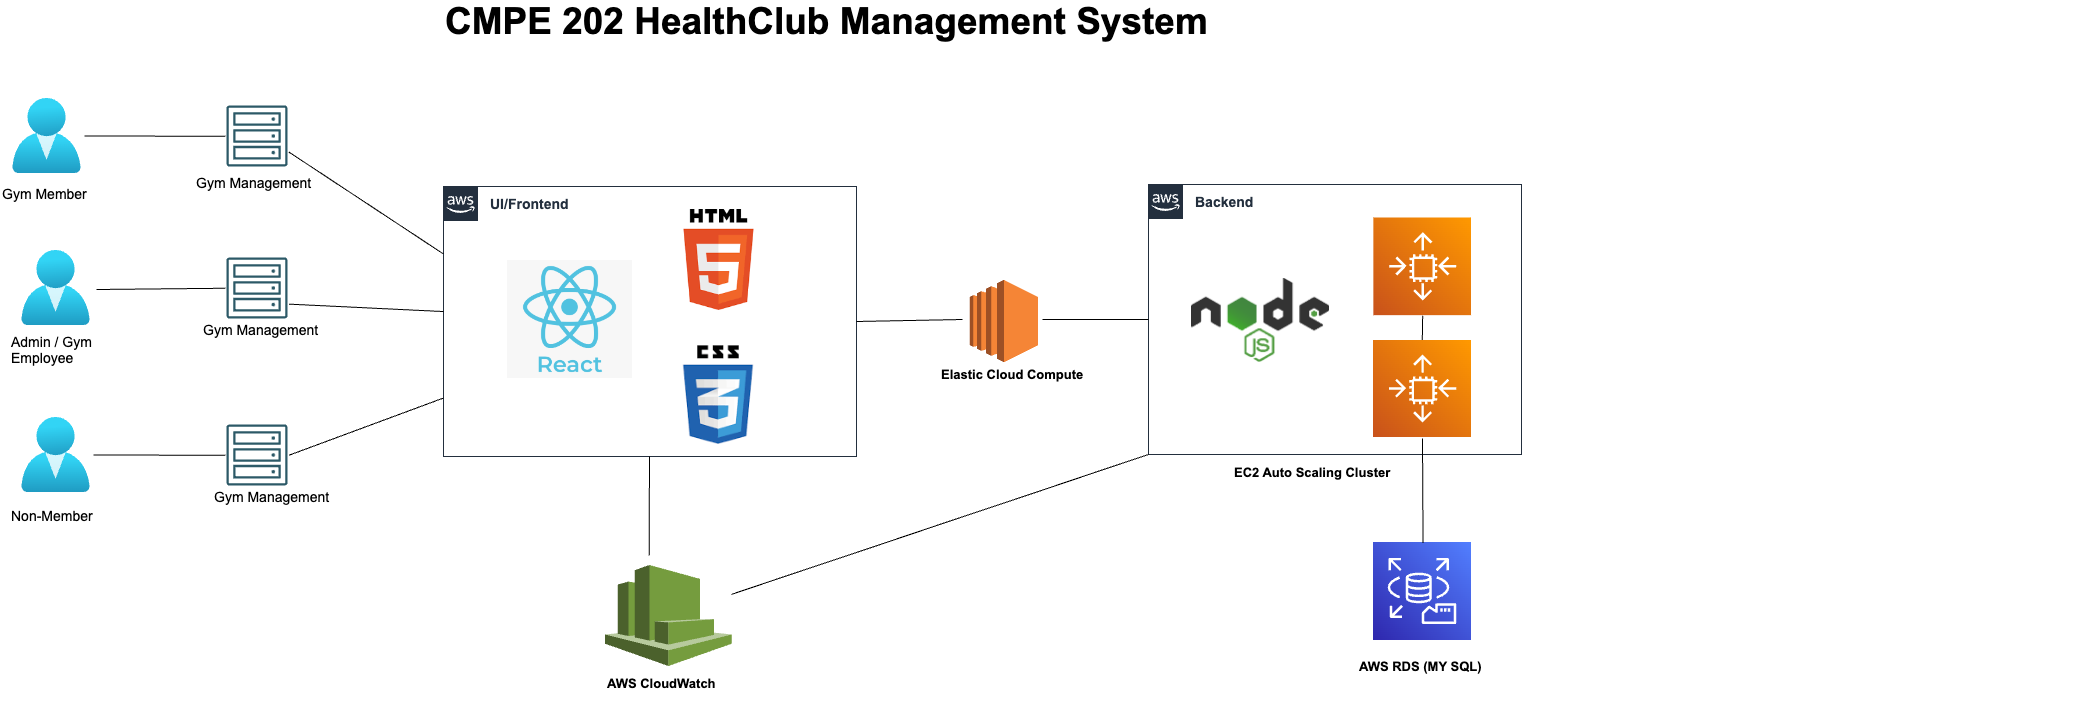 CMPE 202 HealthClub Management System
Gym Member
Gym Management
Admin / Gym
Employee
Gym Management
Non-Member
Gym Management
aws
UI/Frontend
HTML
5
React
CSS
3
Elastic Cloud Compute
aws
Backend
node
JS
EC2 Auto Scaling Cluster
AWS CloudWatch
AWS RDS (MY SQL)